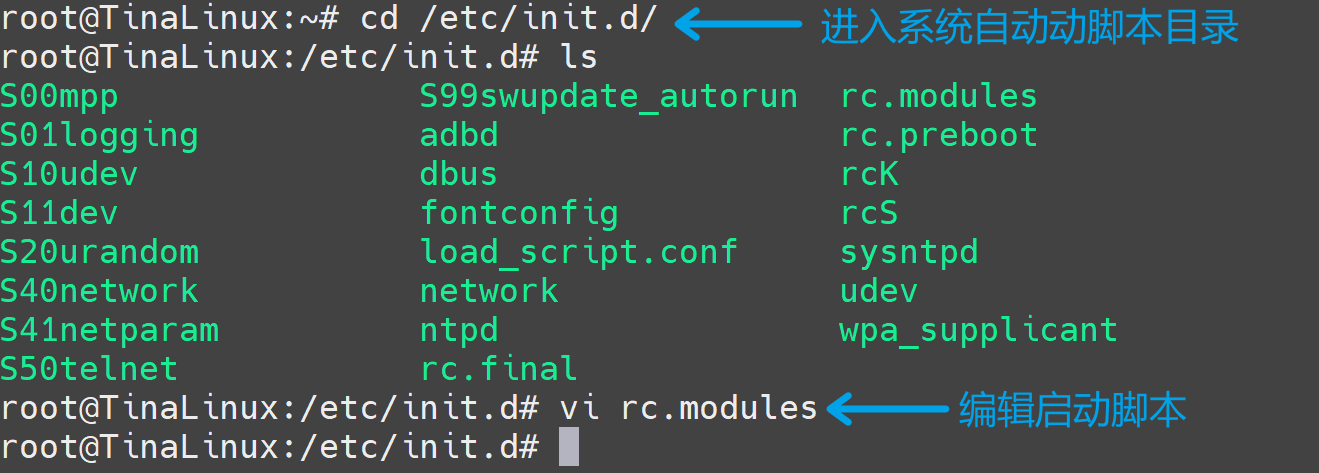 root@TinaLinux:~# cd /etc/init.d/ 进入系统自动动脚本目录
root@TinaLinux:/etc/init.d# ls
S00mpp S99swupdate_autorun rc.modules
S01logging adbd rc.preboot
S10udev dbus rcK
S11dev fontconfig rcS
S20urandom load_script.conf sysntpd
S40network network udev
S41netparam ntpd wpa_supplicant
S50telnet rc.final
root@TinaLinux:/etc/init.d# vi rc.modules 编辑启动脚本
root@TinaLinux:/etc/init.d#